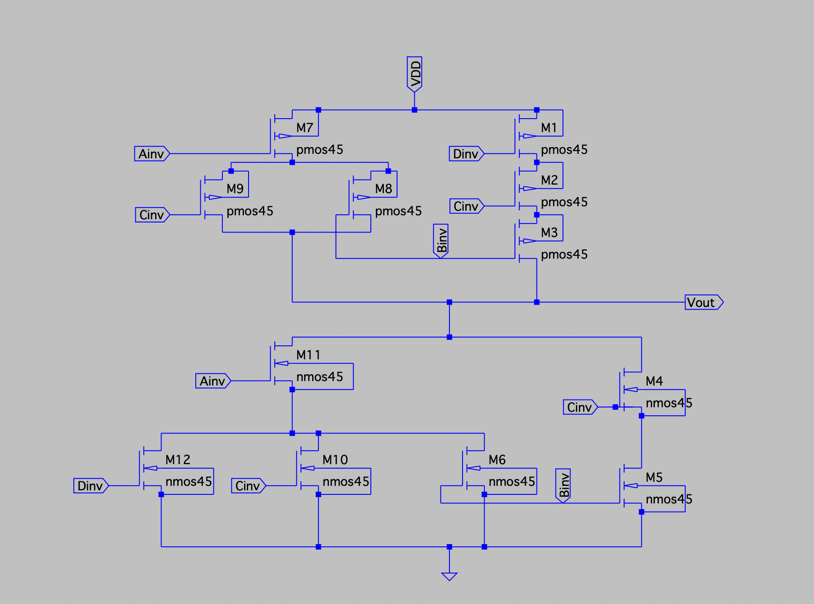 VDD
M7
pmos45
Ainv
M1
pmos45
Dinv
M9
pmos45
Cinv
M8
pmos45
M2
pmos45
Cinv
Binv
M3
pmos45
Vout
M11
nmos45
Ainv
M4
nmos45
Cinv
M12
nmos45
Dinv
M10
nmos45
Cinv
M6
nmos45
Binv
M5
nmos45